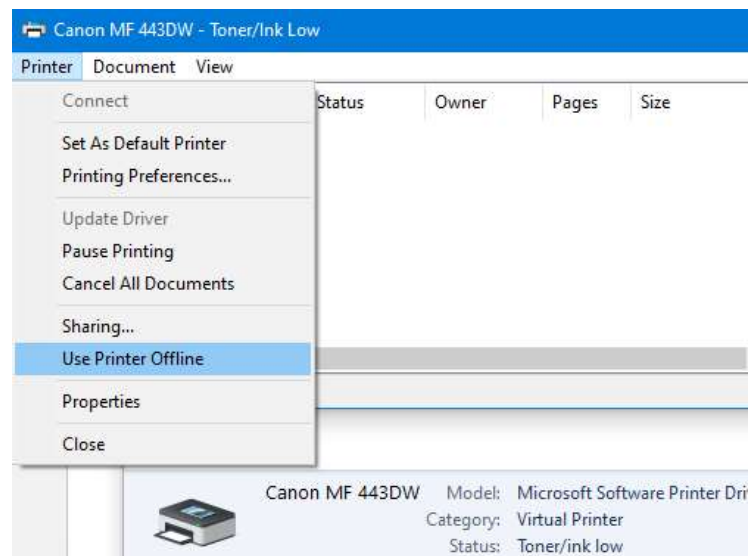 Canon MF 443DW - Toner/Ink Low
Printer Document View
Connect
Status Owner Pages Size
Set As Default Printer
Printing Preferences...
Update Driver
Pause Printing
Cancel All Documents
Sharing...
Use Printer Offline
Properties
Close
Canon MF 443DW Model: Microsoft Software Printer Dri
Category: Virtual Printer
Status: Toner/ink low